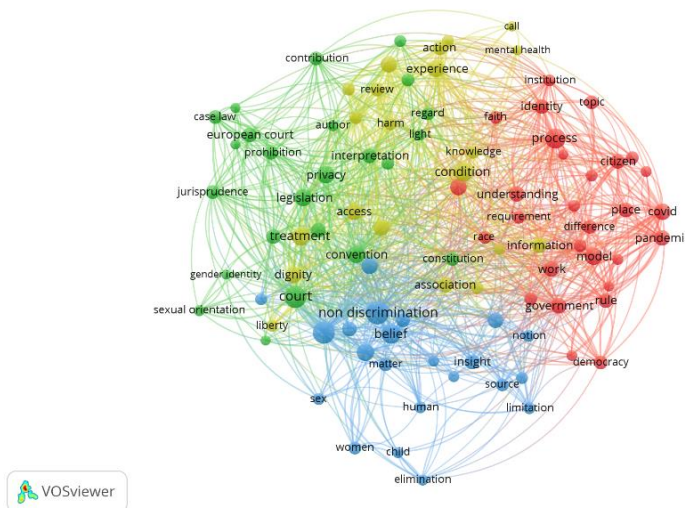 call
action
mental health
contribution
experience
institution
review
identity
topic
case law
author
harm
regard
faith
european court
light
process
prohibition
interpretation
knowledge
citizen
privacy
condition
jurisprudence
legislation
understanding
access
requirement
place
covid
treatment
race
difference
pandemi
convention
information
constitution
model
gender identity
dignity
work
association
court
sexual orientation
non discrimination
government
rule
liberty
belief
notion
matter
insight
democracy
source
sex
human
limitation
women
child
elimination
VOSviewer